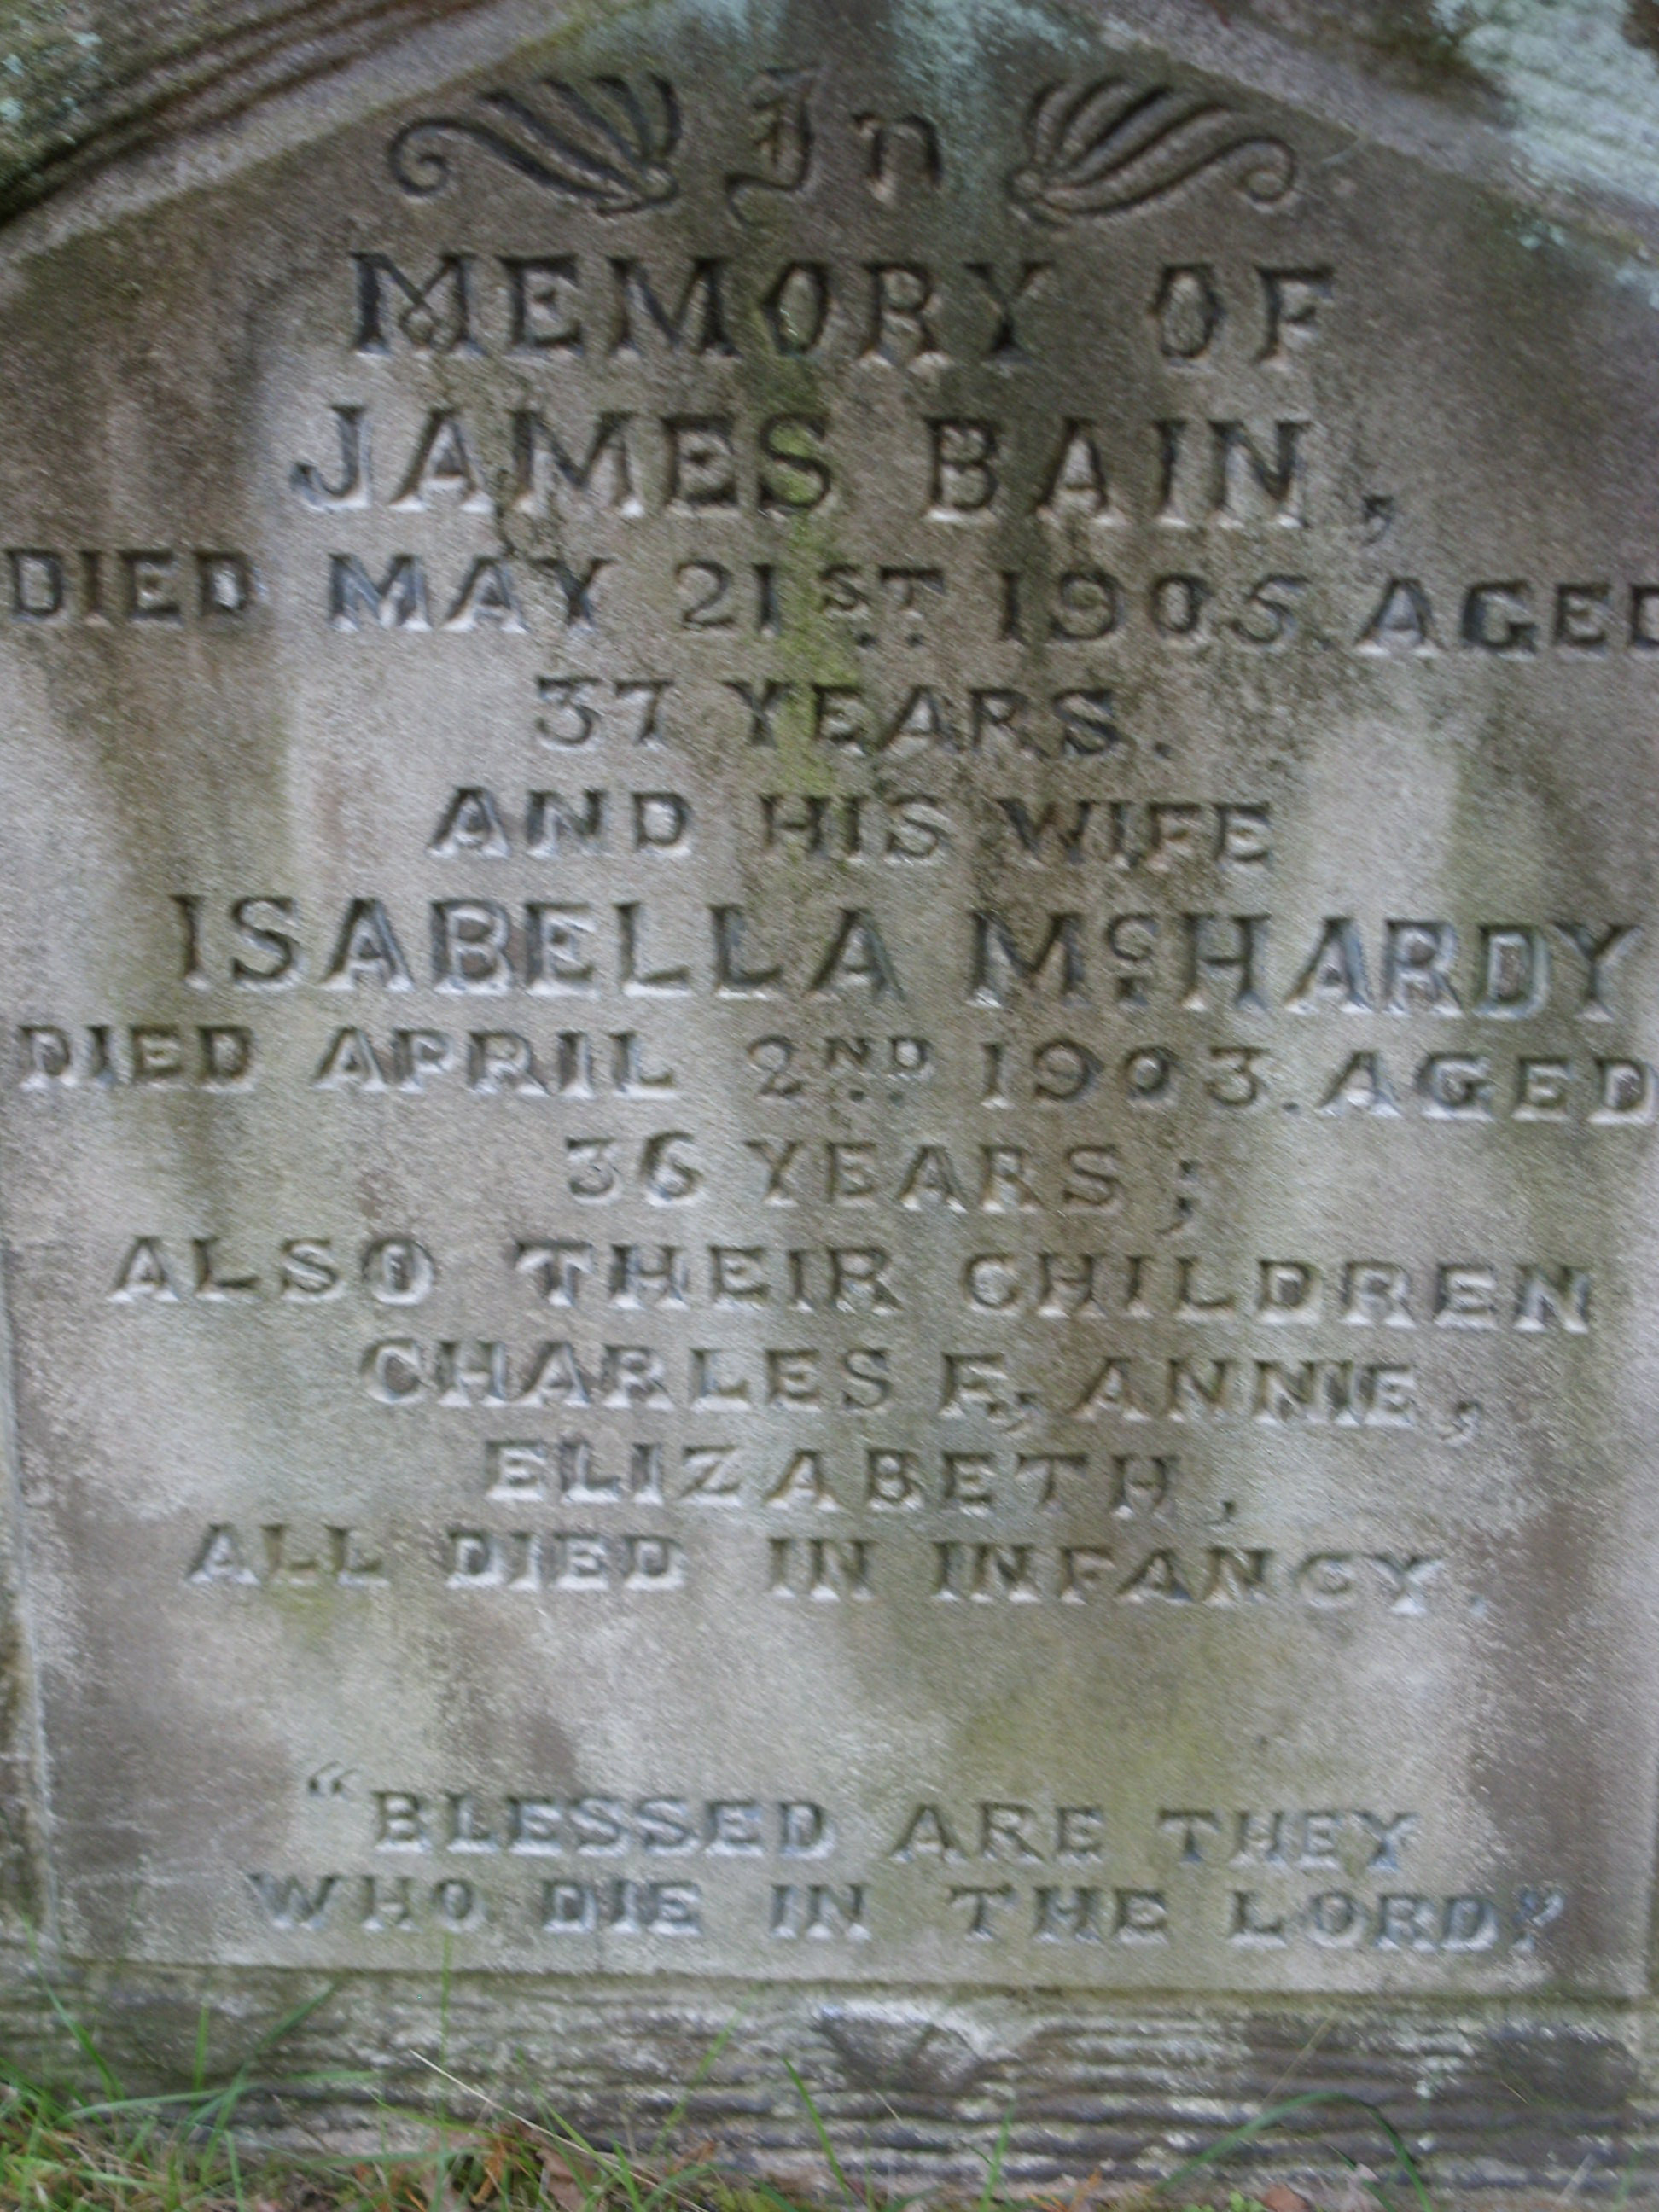 In
MEMORY OF
JAMES BAIN,
DIED MAY 21ST. 1905. AGED
37 YEARS.
AND HIS WIFE
ISABELLA MC.HARDY
DIED APRIL 2ND. 1903. AGED
36 YEARS;
ALSO THEIR CHILDREN
CHARLES F, ANNIE,
ELIZABETH,
ALL DIED IN INFANCY.
"BLESSED ARE THEY
WHO DIE IN THE LORD."